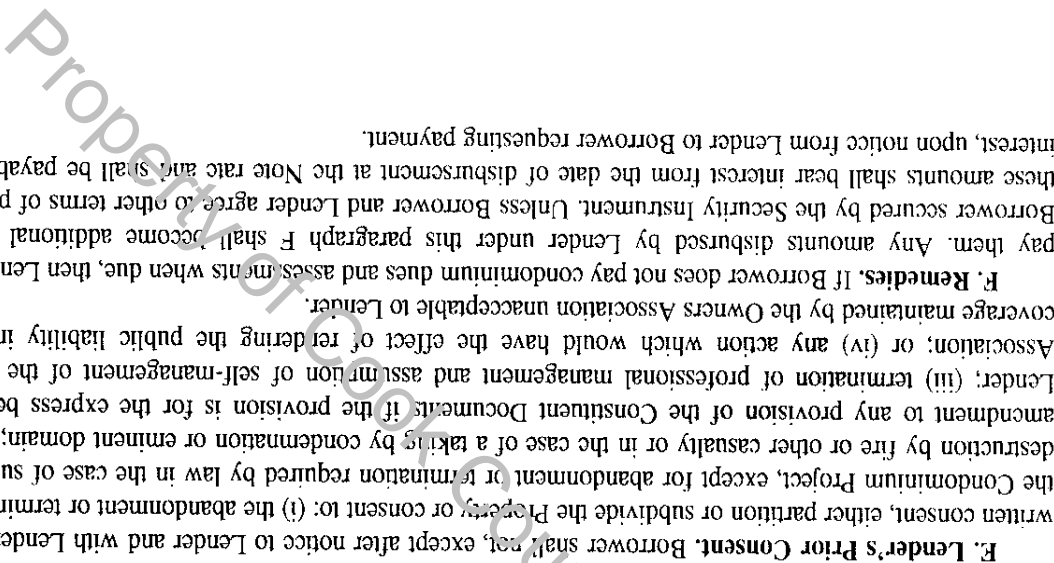 E. Lender's Prior Consent. Borrower shall not, except after notice to Lender and with Lender
written consent, either partition or subdivide the Property or consent to: (i) the abandonment or termi
the Condominium Project, except for abandonment or termination required by law in the case of su
destruction by fire or other casualty or in the case of a taking by condemnation or eminent domain;
amendment to any provision of the Constituent Documents if the provision is for the express be
Lender; (iii) termination of professional management and assumption of self-management of the
Association; or (iv) any action which would have the effect of rendering the public liability i
coverage maintained by the Owners Association unacceptable to Lender.
F. Remedies. If Borrower does not pay condominium dues and assessments when due, then Len
pay them. Any amounts disbursed by Lender under this paragraph F shall become additional
Borrower secured by the Security Instrument. Unless Borrower and Lender agree to other terms of p
these amounts shall bear interest from the date of disbursement at the Note rate and shall be payab
interest, upon notice from Lender to Borrower requesting payment.
Property of Cook Cou